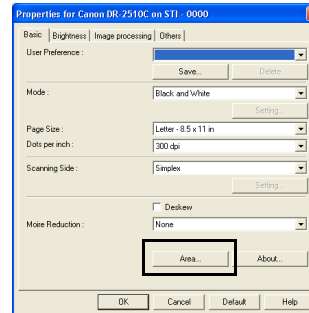 Properties for Canon DR-2510C on STI - 0000
Basic Brightness Image processing Others
User Preference :
Save... Delete
Mode : Black and White
Setting...
Page Size : Letter - 8.5 x 11 in
Dots per inch : 300 dpi
Scanning Side : Simplex
Setting...
Deskew
Moire Reduction : None
Area... About...
OK Cancel Default Help